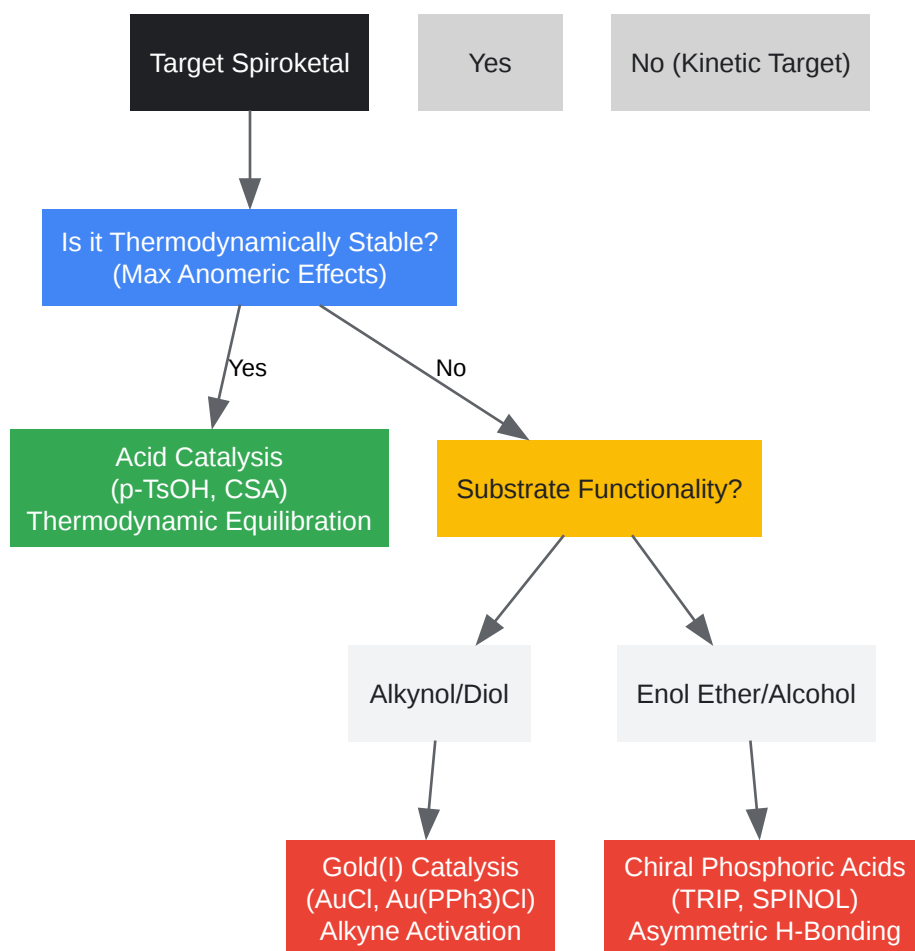 Target Spiroketal
Yes
No (Kinetic Target)
Is it Thermodynamically Stable?
(Max Anomeric Effects)
Yes
No
Acid Catalysis
(p-TsOH, CSA)
Thermodynamic Equilibration
Substrate Functionality?
Alkynol/Diol
Enol Ether/Alcohol
Gold(I) Catalysis
(AuCl, Au(PPh3)Cl)
Alkyne Activation
Chiral Phosphoric Acids
(TRIP, SPINOL)
Asymmetric H-Bonding